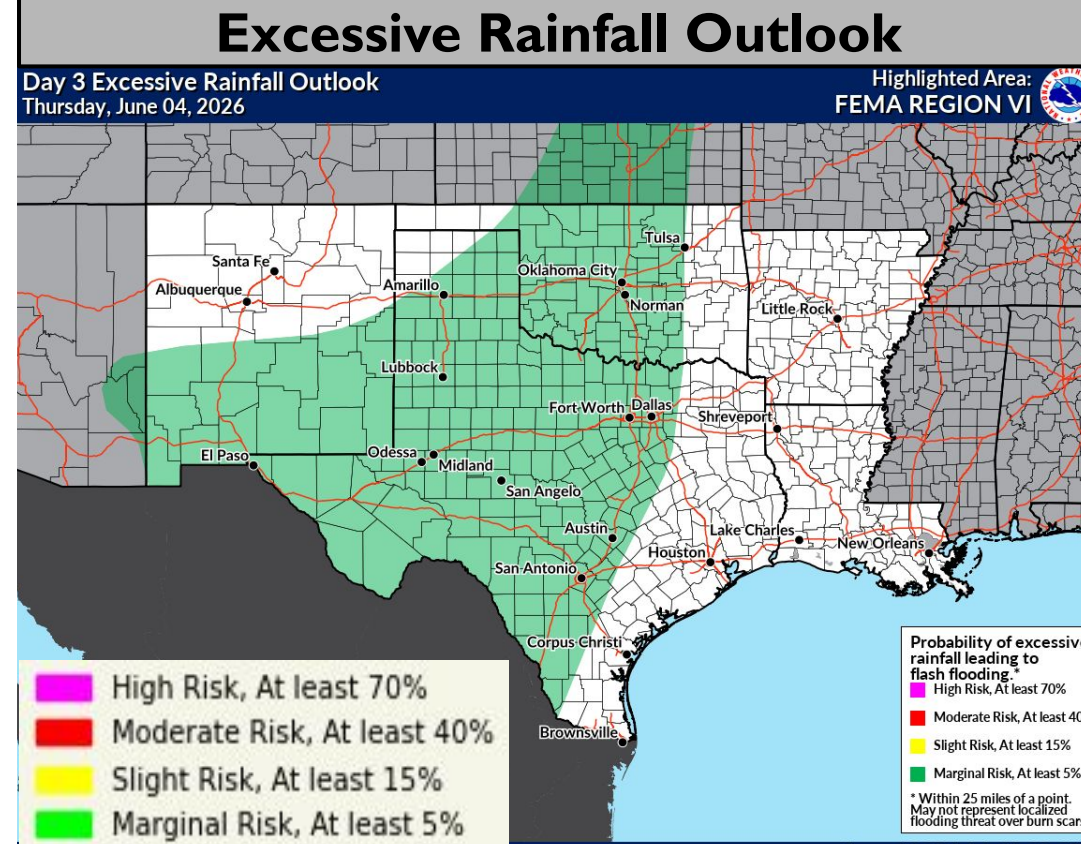 Excessive Rainfall Outlook
Day 3 Excessive Rainfall Outlook
Thursday, June 04, 2026
Highlighted Area:
FEMA REGION VI
Tulsa
Santa Fe
Oklahoma City
Albuquerque
Amarillo
Norman
Little Rock
Lubbock
Fort Worth
Dallas
Shreveport
El Paso
Odessa
Midland
San Angelo
Austin
Lake Charles
New Orleans
Houston
San Antonio
Corpus Christi
Brownsville
High Risk, At least 70%
Moderate Risk, At least 40%
Slight Risk, At least 15%
Marginal Risk, At least 5%
Probability of excessive
rainfall leading to
flash flooding.*
High Risk, At least 70%
Moderate Risk, At least 40
Slight Risk, At least 15%
Marginal Risk, At least 5%
* Within 25 miles of a point.
May not represent localized
flooding threat over burn scars